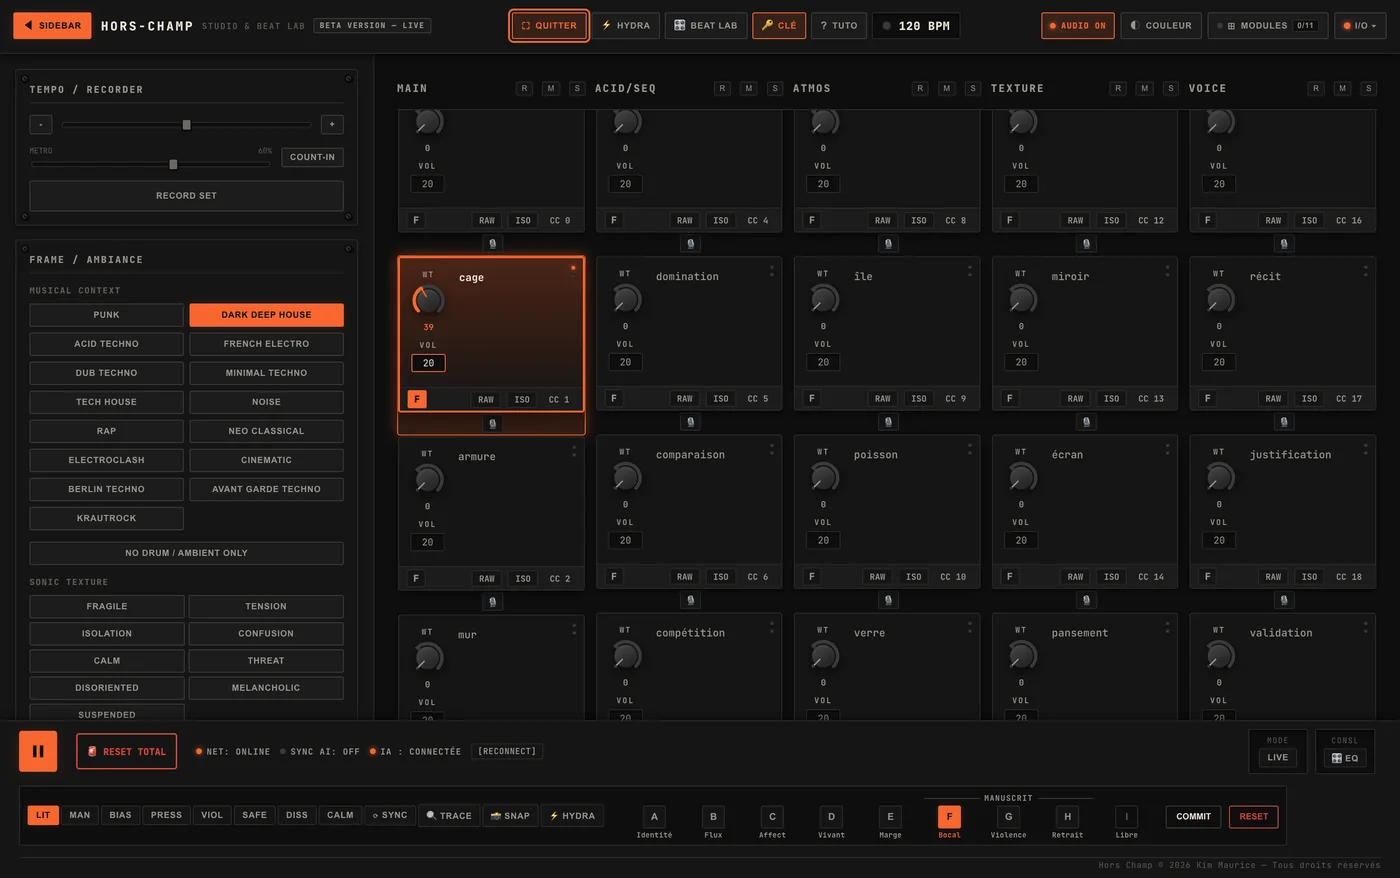 SIDEBAR HORS-CHAMP STUDIO & BEAT LAB BETA VERSION — LIVE QUITTER HYDRA BEAT LAB CLÉ ? TUTO 120 BPM AUDIO ON COULEUR MODULES 0/11 I/O
TEMPO / RECORDER
- +
METRO 60% COUNT-IN
RECORD SET
FRAME / AMBIANCE
MUSICAL CONTEXT
PUNK DARK DEEP HOUSE
ACID TECHNO FRENCH ELECTRO
DUB TECHNO MINIMAL TECHNO
TECH HOUSE NOISE
RAP NEO CLASSICAL
ELECTROCLASH CINEMATIC
BERLIN TECHNO AVANT GARDE TECHNO
KRAUTROCK
NO DRUM / AMBIENT ONLY
SONIC TEXTURE
FRAGILE TENSION
ISOLATION CONFUSION
CALM THREAT
DISORIENTED MELANCHOLIC
SUSPENDED
MAIN R M S ACID/SEQ R M S ATMOS R M S TEXTURE R M S VOICE R M S
0 0 0 0 0
VOL VOL VOL VOL VOL
20 20 20 20 20
F RAW ISO CC 0 F RAW ISO CC 4 F RAW ISO CC 8 F RAW ISO CC 12 F RAW ISO CC 16
WT cage WT domination WT île WT miroir WT récit
39 0 0 0 0
VOL VOL VOL VOL VOL
20 20 20 20 20
F RAW ISO CC 1 F RAW ISO CC 5 F RAW ISO CC 9 F RAW ISO CC 13 F RAW ISO CC 17
WT armure WT comparaison WT poisson WT écran WT justification
0 0 0 0 0
VOL VOL VOL VOL VOL
20 20 20 20 20
F RAW ISO CC 2 F RAW ISO CC 6 F RAW ISO CC 10 F RAW ISO CC 14 F RAW ISO CC 18
WT mur WT compétition WT verre WT pansement WT validation
0 0 0 0 0
VOL VOL VOL VOL VOL
20 20 20 20 20
RESET TOTAL NET: ONLINE SYNC AI: OFF IA : CONNECTÉE [RECONNECT]
MODE CONSL
LIVE EQ
MANUSCRIT
LIT MAN BIAS PRESS VIOL SAFE DISS CALM SYNC TRACE SNAP HYDRA A B C D E F G H I COMMIT RESET
Identité Flux Affect Vivant Marge Bocal Violence Retrait Libre
Hors Champ © 2026 Kim Maurice — Tous droits réservés